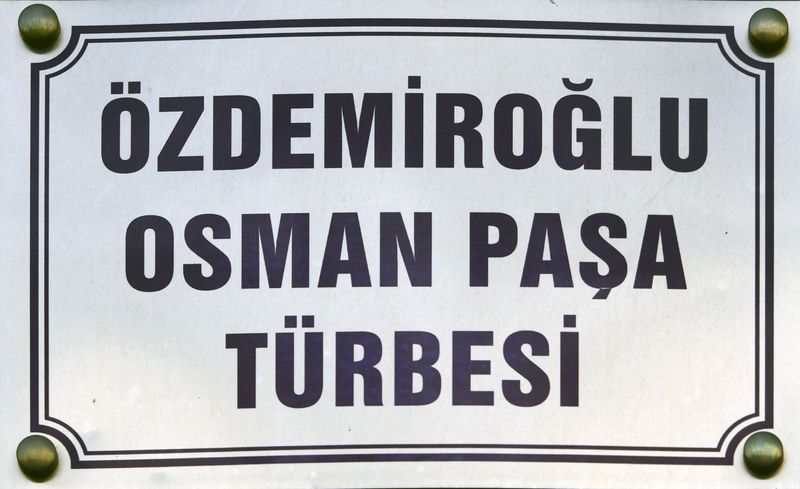 ÖZDEMİROĞLU
OSMAN PAŞA
TÜRBESİ